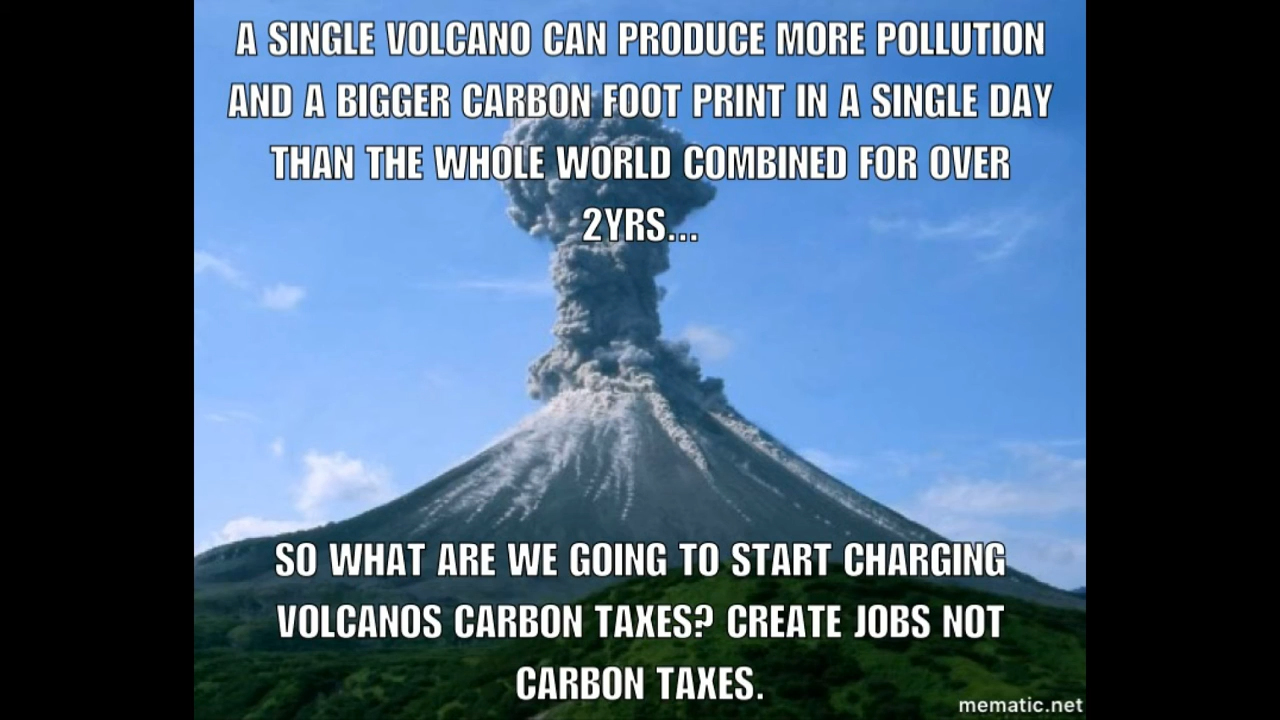 A SINGLE VOLCANO CAN PRODUCE MORE POLLUTION
AND A BIGGER CARBON FOOT PRINT IN A SINGLE DAY
THAN THE WHOLE WORLD COMBINED FOR OVER
2YRS...
SO WHAT ARE WE GOING TO START CHARGING
VOLCANOS CARBON TAXES? CREATE JOBS NOT
CARBON TAXES.
mematic.net